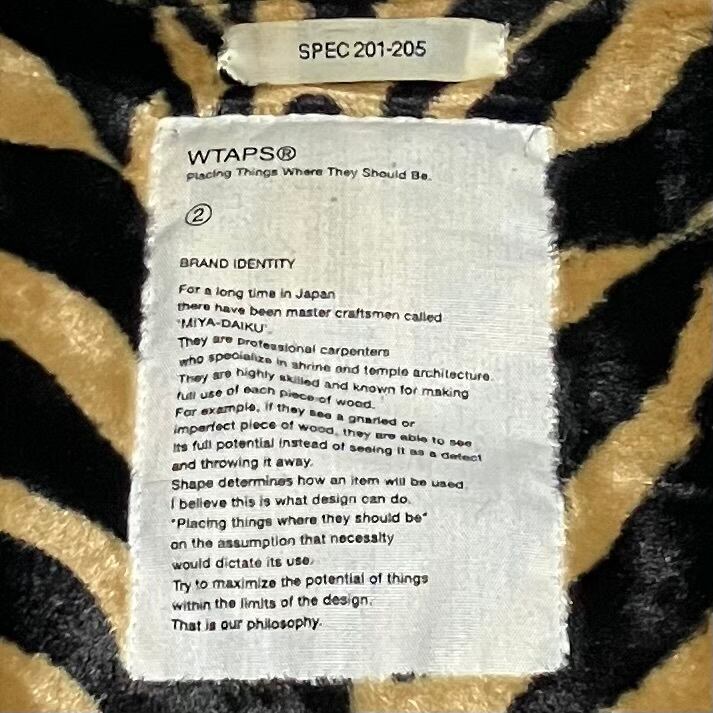 SPEC 201-205
WTAPS®
Placing Things Where They Should Be.
②
BRAND IDENTITY
For a long time in Japan
there have been master craftsmen called
"MIYA-DAIKU".
They are professional carpenters
who specialize in shrine and temple architecture.
They are highly skilled and known for making
full use of each piece of wood.
For example, if they see a gnarled or
imperfect piece of wood, they are able to see
its full potential instead of seeing it as a defect
and throwing it away.
Shape determines how an item will be used.
I believe this is what design can do.
"Placing things where they should be"
on the assumption that necessity
would dictate its use.
Try to maximize the potential of things
within the limits of the design.
That is our philosophy.